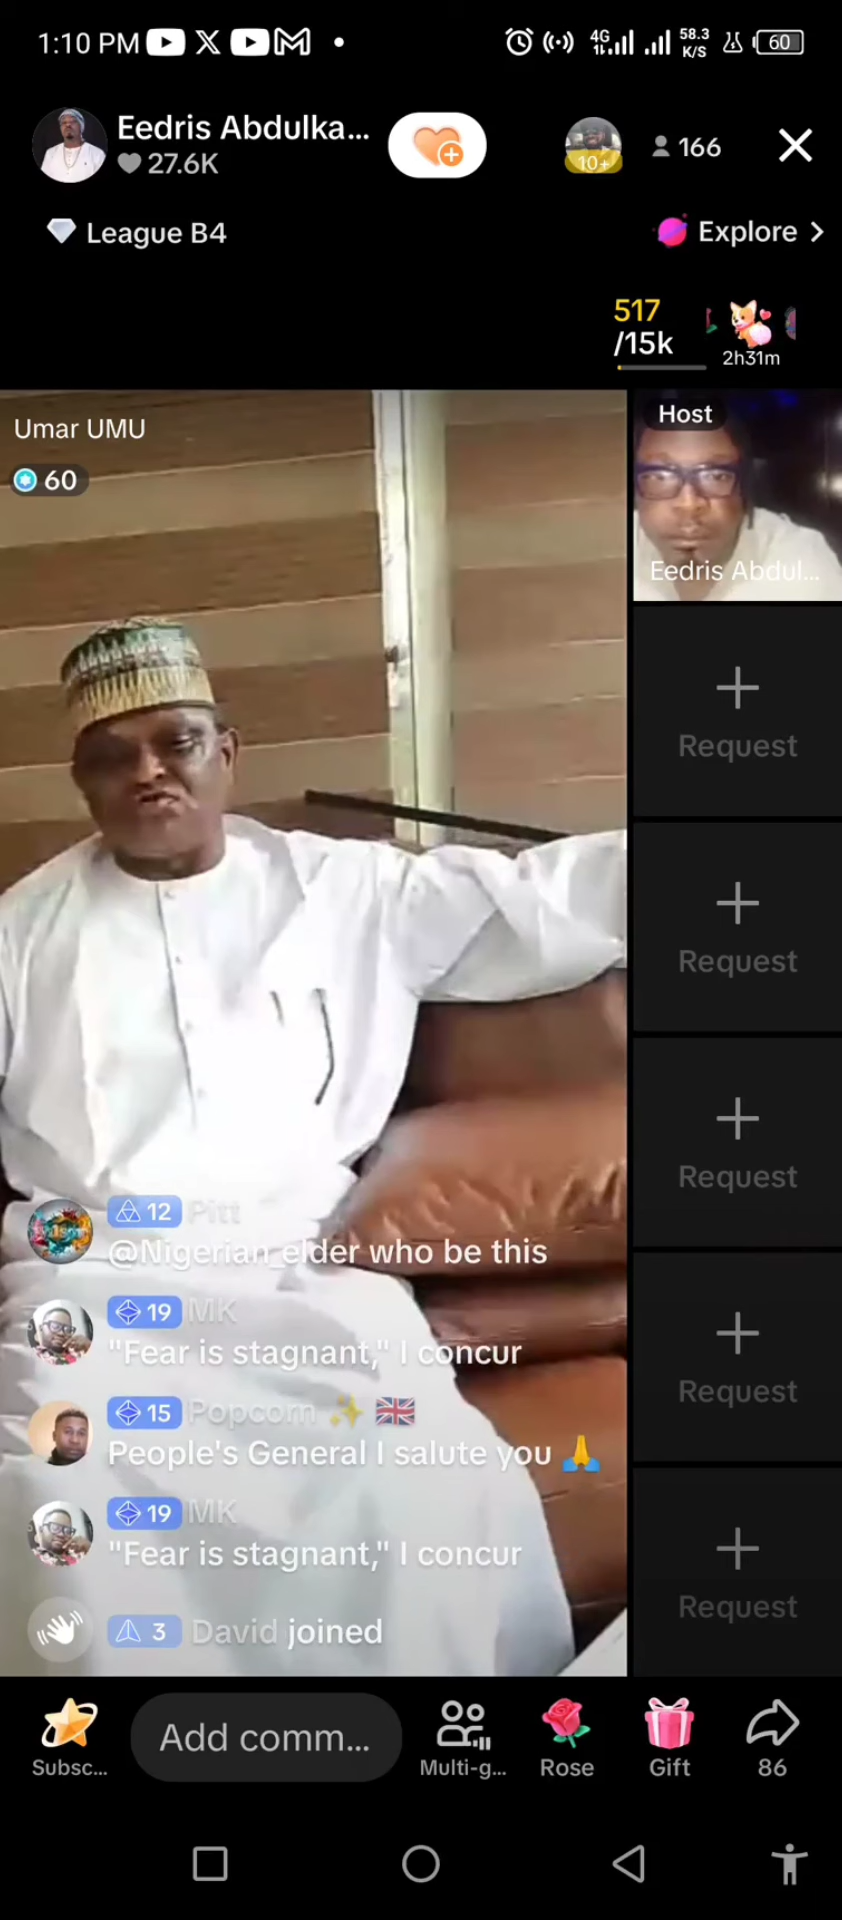 1:10 PM
4G
58.3
K/S
60
Eedris Abdulka...
27.6K
10+
166
League B4
Explore
517
/15k
2h31m
Umar UMU
60
Host
Eedris Abdul...
Request
Request
Request
Request
Request
12 Pitt
@Nigerian_elder who be this
19 MK
"Fear is stagnant," I concur
15 Popcorn
People's General I salute you
19 MK
"Fear is stagnant," I concur
3 David joined
Subsc...
Add comm...
Multi-g...
Rose
Gift
86